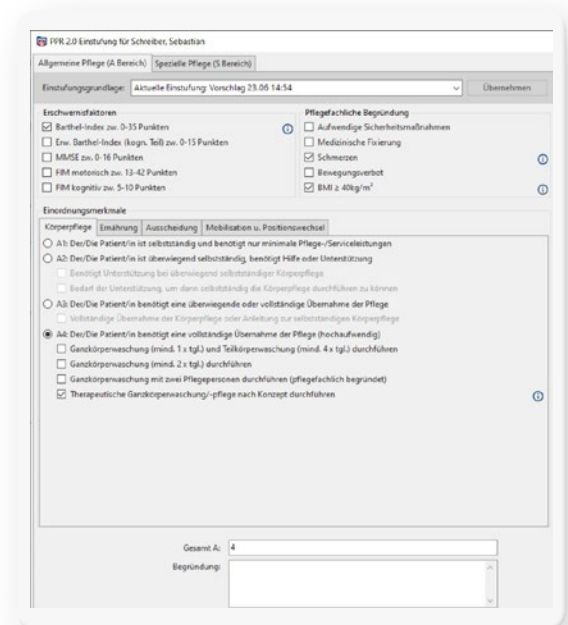 PPR 2.0 Einstufung für Schreiber, Sebastian
Allgemeine Pflege (A Bereich) Spezielle Pflege (S Bereich)
Einstufungsgrundlage: Aktuelle Einstufung: Vorschlag 23.06 14:54 Übernehmen
Erschwernisfaktoren Pflegefachliche Begründung
Barthel-Index zw. 0-35 Punkten Aufwendige Sicherheitsmaßnahmen
Erw. Barthel-Index (kogn. Teil) zw. 0-15 Punkten Medizinische Fixierung
MMSE zw. 0-16 Punkten Schmerzen
FIM motorisch zw. 13-42 Punkten Bewegungsverbot
FIM kognitiv zw. 5-10 Punkten BMI ≥ 40kg/m²
Einordnungsmerkmale
Körperpflege Ernährung Ausscheidung Mobilisation u. Positionswechsel
A1: Der/Die Patient/in ist selbstständig und benötigt nur minimale Pflege-/Serviceleistungen
A2: Der/Die Patient/in ist überwiegend selbstständig, benötigt Hilfe oder Unterstützung
Benötigt Unterstützung bei überwiegend selbstständiger Körperpflege
Bedarf der Unterstützung, um dann selbstständig die Körperpflege durchführen zu können
A3: Der/Die Patient/in benötigt eine überwiegende oder vollständige Übernahme der Pflege
Vollständige Übernahme der Körperpflege oder Anleitung zur selbstständigen Körperpflege
A4: Der/Die Patient/in benötigt eine vollständige Übernahme der Pflege (hochaufwendig)
Ganzkörperwaschung (mind. 1 x tgl.) und Teilkörperwaschung (mind. 4 x tgl.) durchführen
Ganzkörperwaschung (mind. 2 x tgl.) durchführen
Ganzkörperwaschung mit zwei Pflegepersonen durchführen (pflegefachlich begründet)
Therapeutische Ganzkörperwaschung/-pflege nach Konzept durchführen
Gesamt A: 4
Begründung: